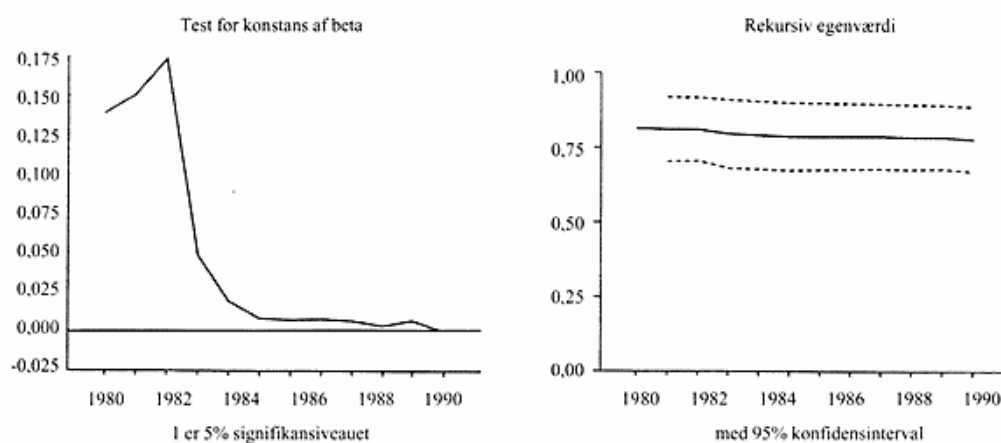 Test for konstans af beta
0,175
0,150
0,125
0,100
0,075
0,050
0,025
0,000
-0,025
1980 1982 1984 1986 1988 1990
1 er 5% signifikansiveauet
Rekursiv egenværdi
1,00
0,75
0,50
0,25
0,00
1980 1982 1984 1986 1988 1990
med 95% konfidensinterval